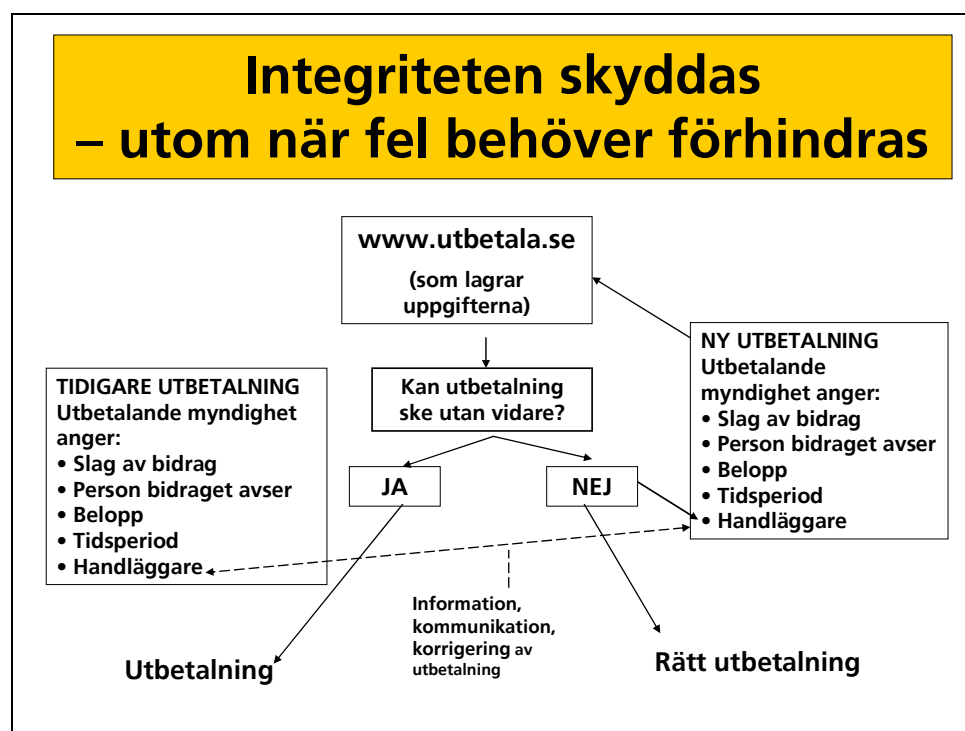 Integriteten skyddas
– utom när fel behöver förhindras
www.utbetala.se
(som lagrar
uppgifterna)
NY UTBETALNING
Utbetalande
myndighet anger:
• Slag av bidrag
• Person bidraget avser
• Belopp
• Tidsperiod
• Handläggare
TIDIGARE UTBETALNING
Utbetalande myndighet
anger:
• Slag av bidrag
• Person bidraget avser
• Belopp
• Tidsperiod
• Handläggare
Kan utbetalning
ske utan vidare?
JA
NEJ
Information,
kommunikation,
korrigering av
utbetalning
Utbetalning
Rätt utbetalning